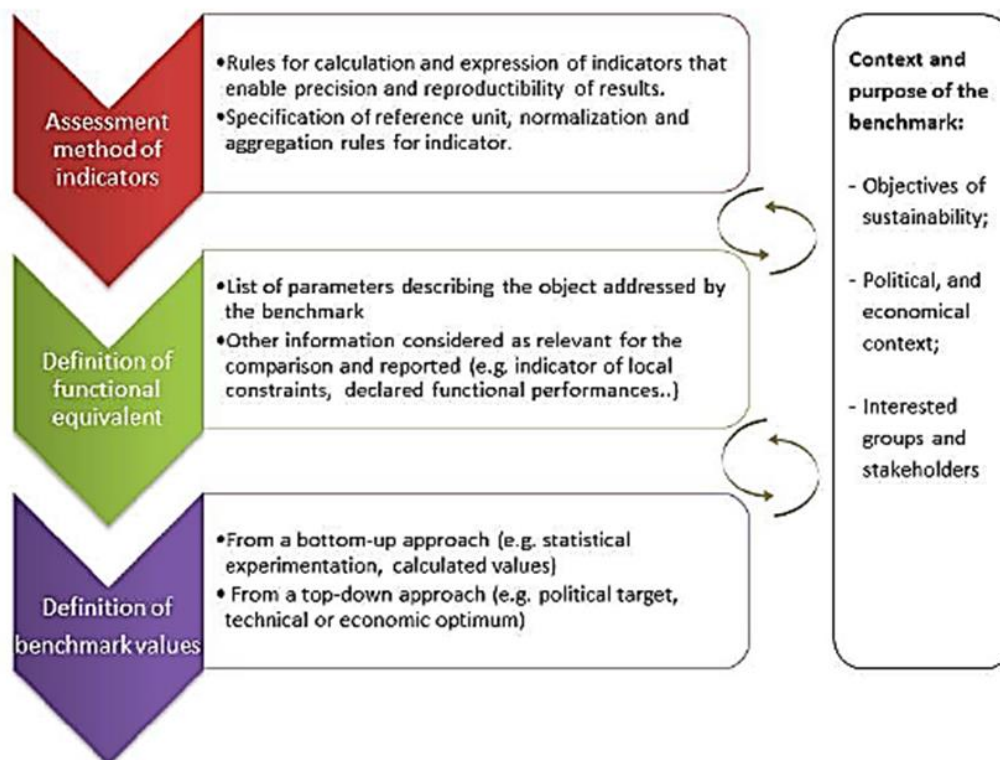 Assessment
method of
indicators
•Rules for calculation and expression of indicators that
enable precision and reproductibility of results.
•Specification of reference unit, normalization and
aggregation rules for indicator.
Definition of
functional
equivalent
•List of parameters describing the object addressed by
the benchmark
•Other information considered as relevant for the
comparison and reported (e.g. indicator of local
constraints, declared functional performances..)
Definition of
benchmark values
•From a bottom-up approach (e.g. statistical
experimentation, calculated values)
• From a top-down approach (e.g. political target,
technical or economic optimum)
Context and
purpose of the
benchmark:
- Objectives of
sustainability;
- Political, and
economical
context;
- Interested
groups and
stakeholders